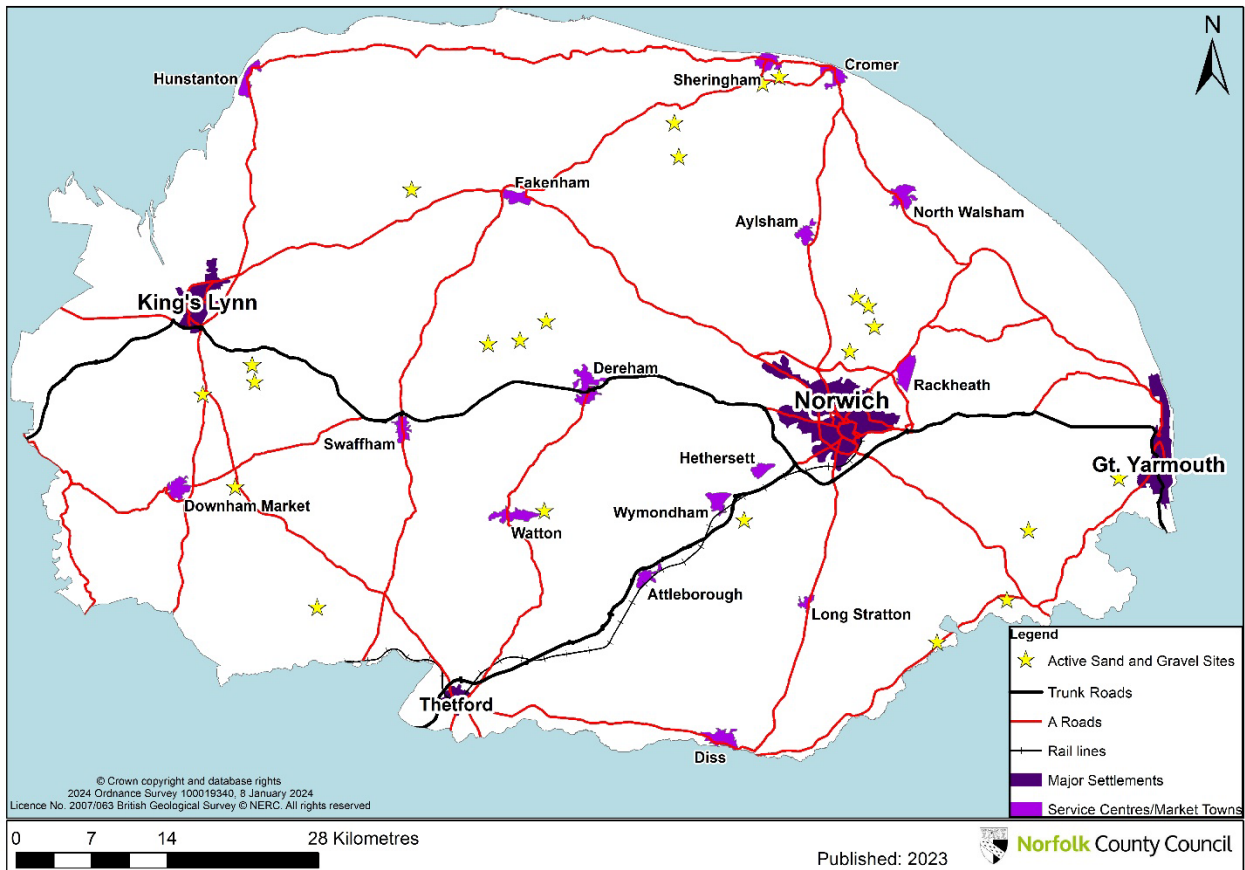 N
Hunstanton
Sheringham
Cromer
Fakenham
North Walsham
Aylsham
King's Lynn
Dereham
Rackheath
Norwich
Swaffham
Hethersett
Gt. Yarmouth
Downham Market
Wymondham
Watton
Attleborough
Long Stratton
Thetford
Diss
Legend
Active Sand and Gravel Sites
Trunk Roads
A Roads
Rail lines
Major Settlements
Service Centres/Market Towns
© Crown copyright and database rights
2024 Ordnance Survey 100019340, 8 January 2024
Licence No. 2007/063 British Geological Survey © NERC. All rights reserved
0 7 14 28 Kilometres
Published: 2023
Norfolk County Council